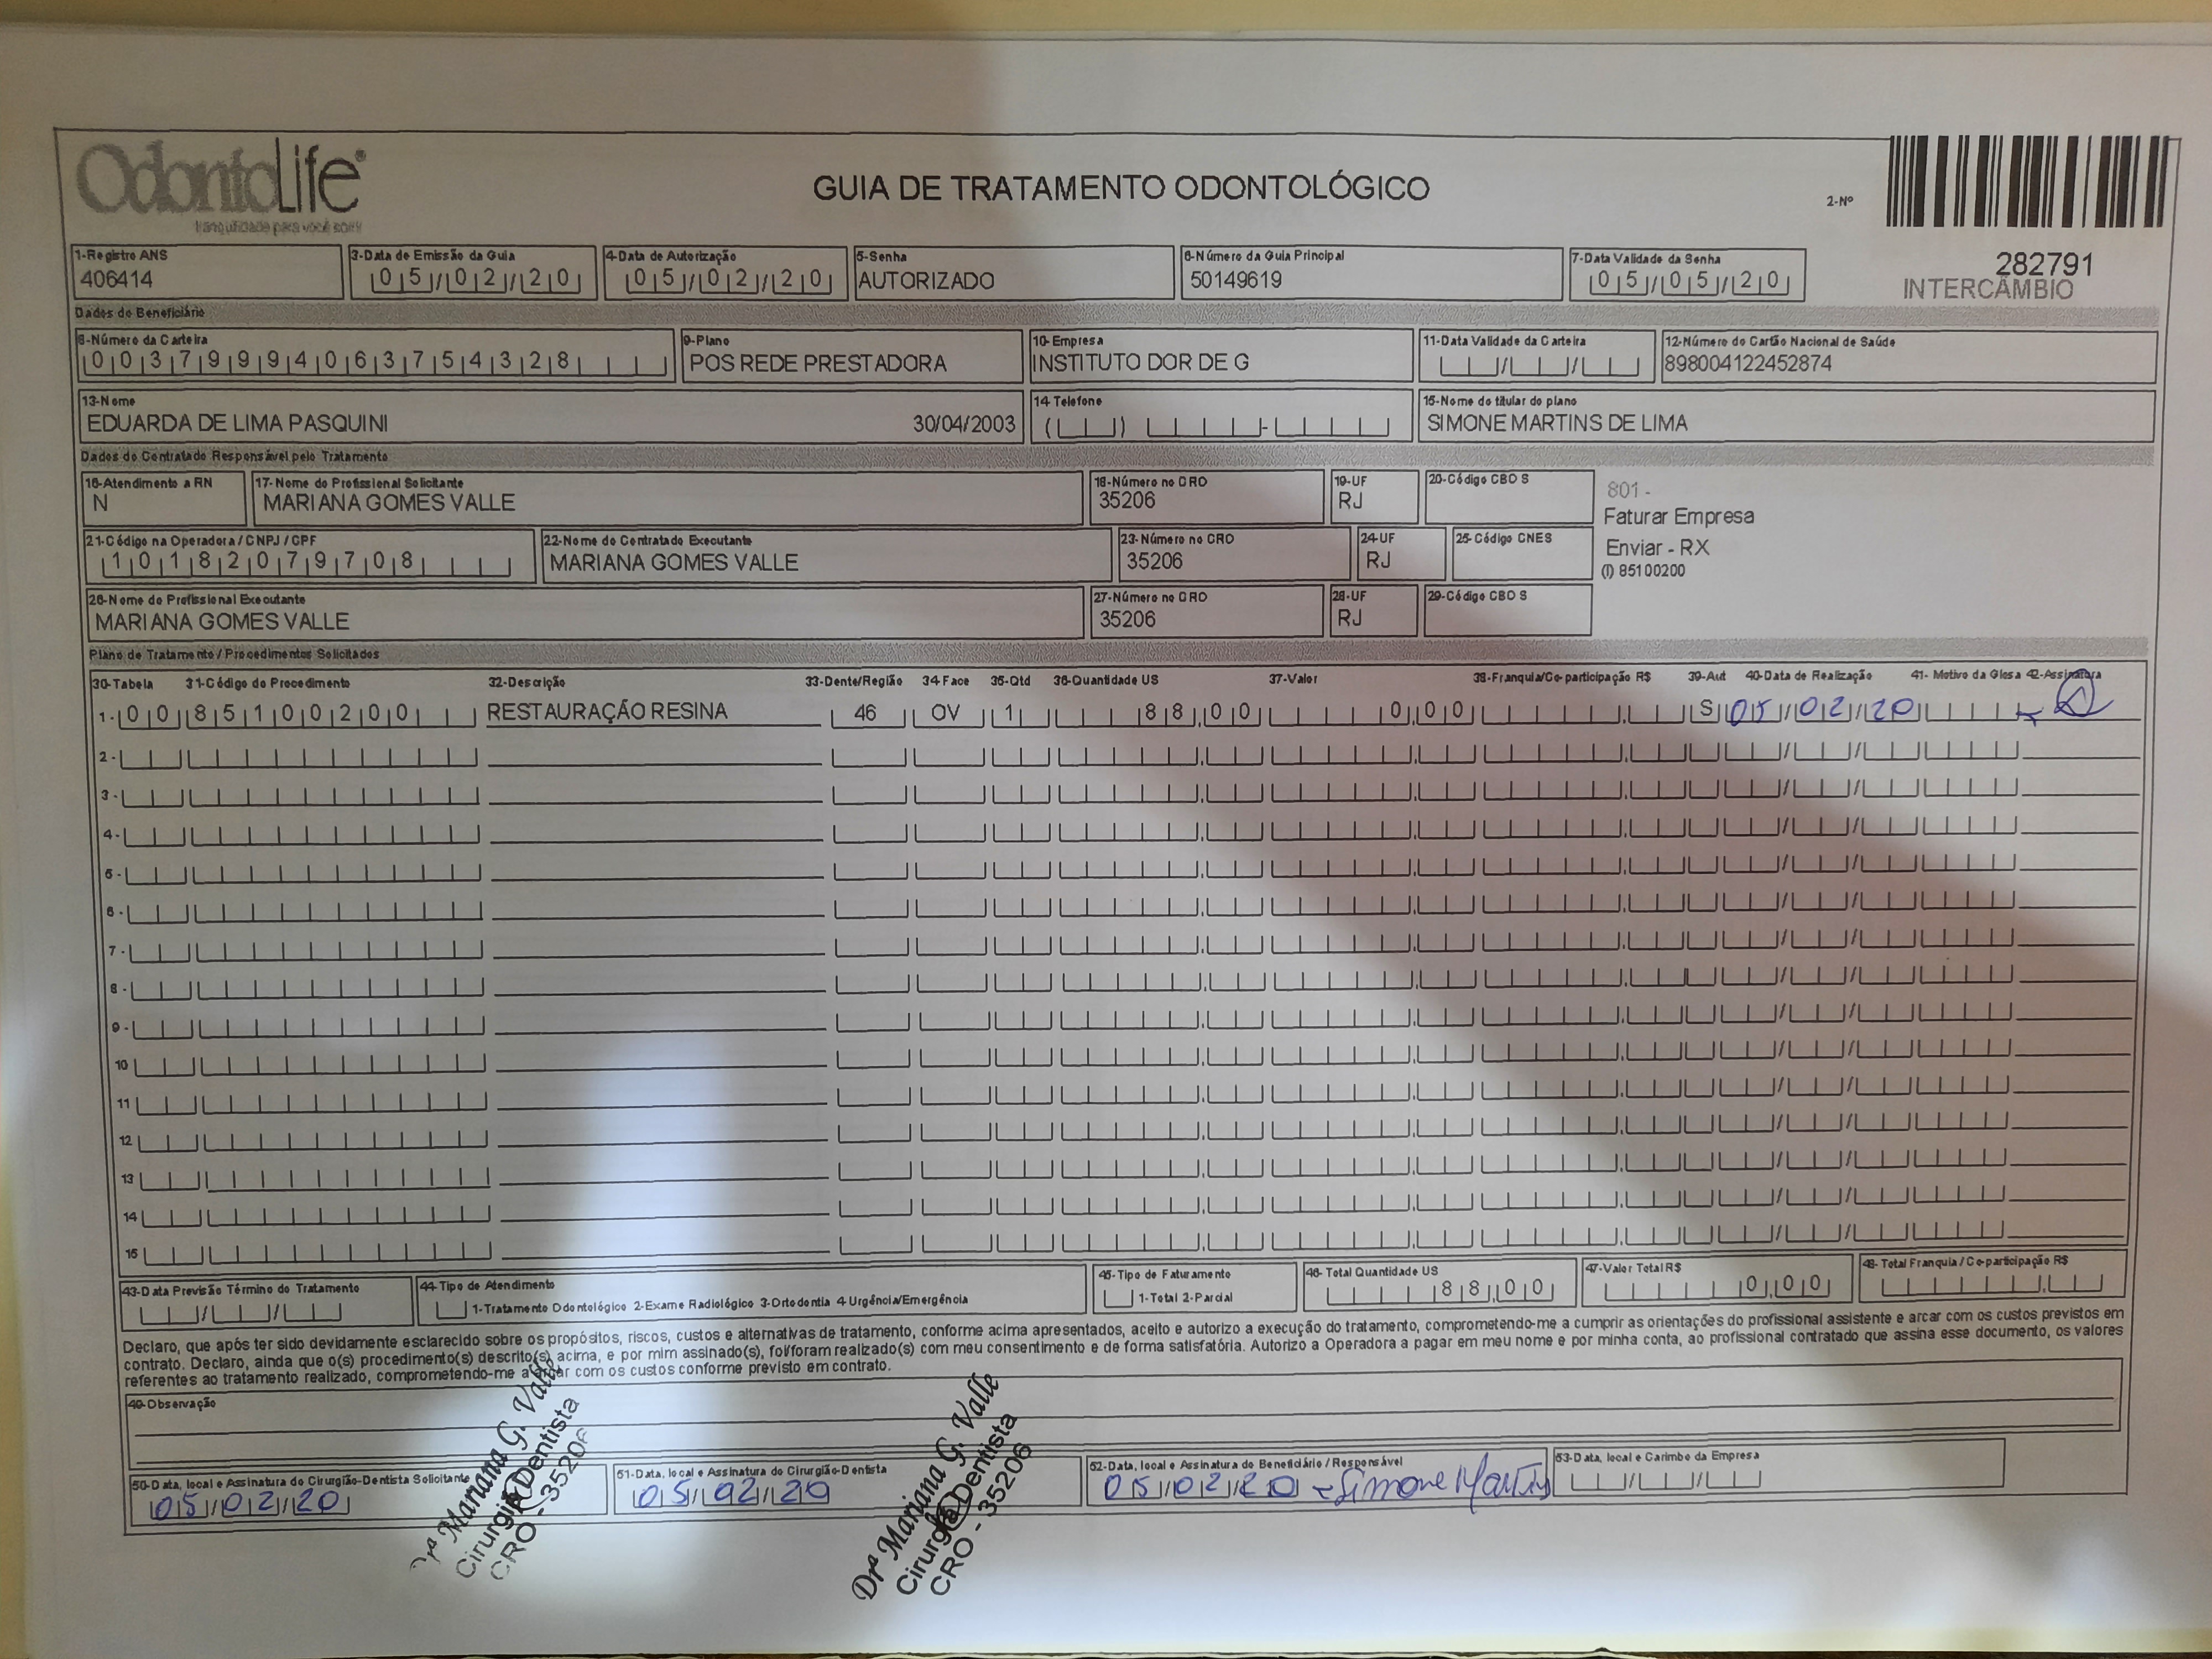 OdontoLife®
tranquilidade para você sorrir
GUIA DE TRATAMENTO ODONTOLÓGICO
2-Nº
282791
INTERCÂMBIO
1-Registro ANS
406414
3-Data de Emissão da Guia
05/02/20
4-Data de Autorização
05/02/20
5-Senha
AUTORIZADO
6-Número da Guia Principal
50149619
7-Data Validade da Senha
05/05/20
Dados do Beneficiário
8-Número da Carteira
00379994063754328
9-Plano
POS REDE PRESTADORA
10-Empresa
INSTITUTO DOR DE G
11-Data Validade da Carteira
12-Número do Cartão Nacional de Saúde
898004122452874
13-Nome
EDUARDA DE LIMA PASQUINI 30/04/2003
14 Telefone
15-Nome do titular do plano
SIMONE MARTINS DE LIMA
Dados do Contratado Responsável pelo Tratamento
16-Atendimento a RN
N
17-Nome do Profissional Solicitante
MARIANA GOMES VALLE
18-Número no CRO
35206
19-UF
RJ
20-Código CBO S
801 -
Faturar Empresa
Enviar - RX
(I) 85100200
21-Código na Operadora / CNPJ / CPF
10182079708
22-Nome do Contratado Executante
MARIANA GOMES VALLE
23-Número no CRO
35206
24-UF
RJ
25-Código CNES
26-Nome do Profissional Executante
MARIANA GOMES VALLE
27-Número no CRO
35206
28-UF
RJ
29-Código CBO S
Plano de Tratamento / Procedimentos Solicitados
30-Tabela 31-Código do Procedimento 32-Descrição 33-Dente/Região 34-Face 35-Qtd 36-Quantidade US 37-Valor 38-Franquia/Co-participação R$ 39-Aut 40-Data de Realização 41- Motivo da Glosa 42-Assinatura
1- 00 85100200 RESTAURAÇÃO RESINA 46 OV 1 88,00 0,00 S 05/02/20
2-
3-
4-
5-
6-
7-
8-
9-
10
11
12
13
14
15
43-Data Previsão Término do Tratamento
44-Tipo de Atendimento
1-Tratamento Odontológico 2-Exame Radiológico 3-Ortodontia 4-Urgência/Emergência
45-Tipo de Faturamento
1-Total 2-Parcial
46- Total Quantidade US
88,00
47-Valor Total R$
0,00
48- Total Franquia / Co-participação R$
Declaro, que após ter sido devidamente esclarecido sobre os propósitos, riscos, custos e alternativas de tratamento, conforme acima apresentados, aceito e autorizo a execução do tratamento, comprometendo-me a cumprir as orientações do profissional assistente e arcar com os custos previstos em
contrato. Declaro, ainda que o(s) procedimento(s) descrito(s) acima, e por mim assinado(s), foi/foram realizado(s) com meu consentimento e de forma satisfatória. Autorizo a Operadora a pagar em meu nome e por minha conta, ao profissional contratado que assina esse documento, os valores
referentes ao tratamento realizado, comprometendo-me a arcar com os custos conforme previsto em contrato.
49-Observação
50-Data, local e Assinatura do Cirurgião-Dentista Solicitante
05/02/20
Drª Mariana G. Valle
Cirurgiã Dentista
CRO - 35206
51-Data, local e Assinatura do Cirurgião-Dentista
05/02/20
Drª Mariana G. Valle
Cirurgiã Dentista
CRO - 35206
52-Data, local e Assinatura do Beneficiário / Responsável
05/02/20 Simone Martins
53-Data, local e Carimbo da Empresa